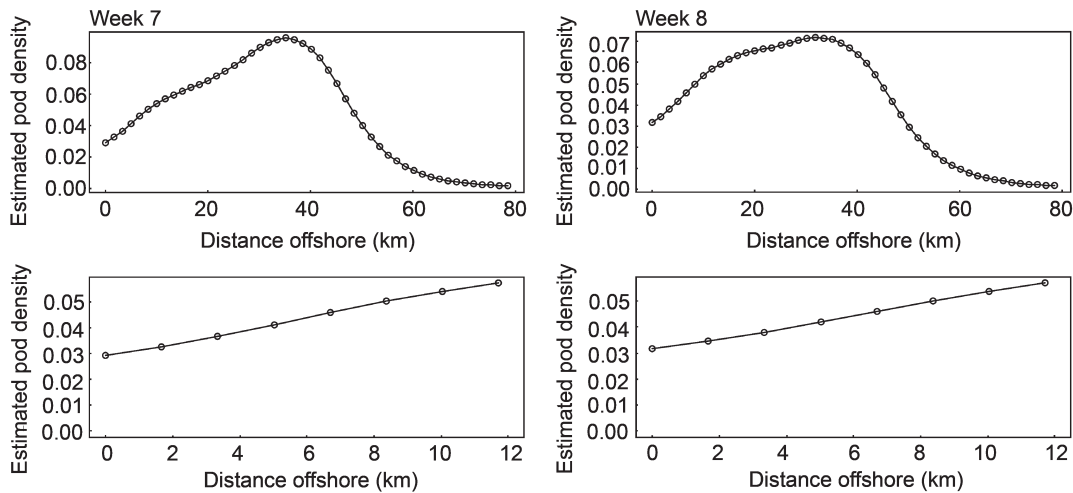 Week 7
Estimated pod density
0.08
0.06
0.04
0.02
0.00
0 20 40 60 80
Distance offshore (km)
Week 8
Estimated pod density
0.07
0.06
0.05
0.04
0.03
0.02
0.01
0.00
0 20 40 60 80
Distance offshore (km)
Estimated pod density
0.05
0.04
0.03
0.02
0.01
0.00
0 2 4 6 8 10 12
Distance offshore (km)
Estimated pod density
0.05
0.04
0.03
0.02
0.01
0.00
0 2 4 6 8 10 12
Distance offshore (km)